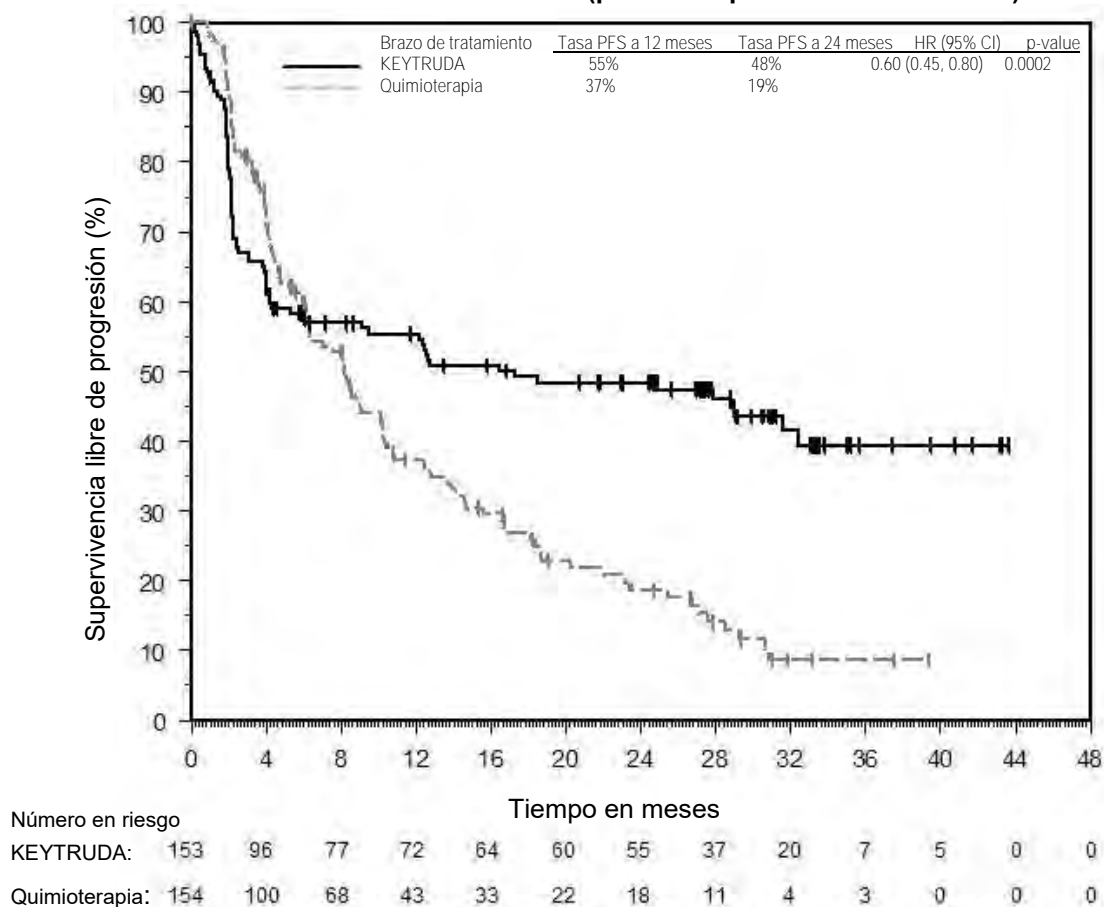 Brazo de tratamiento Tasa PFS a 12 meses Tasa PFS a 24 meses HR (95% CI) p-value
KEYTRUDA 55% 48% 0.60 (0.45, 0.80) 0.0002
Quimioterapia 37% 19%
Supervivencia libre de progresión (%)
100
90
80
70
60
50
40
30
20
10
0
0 4 8 12 16 20 24 28 32 36 40 44 48
Tiempo en meses
Número en riesgo
KEYTRUDA: 153 96 77 72 64 60 55 37 20 7 5 0 0
Quimioterapia: 154 100 68 43 33 22 18 11 4 3 0 0 0